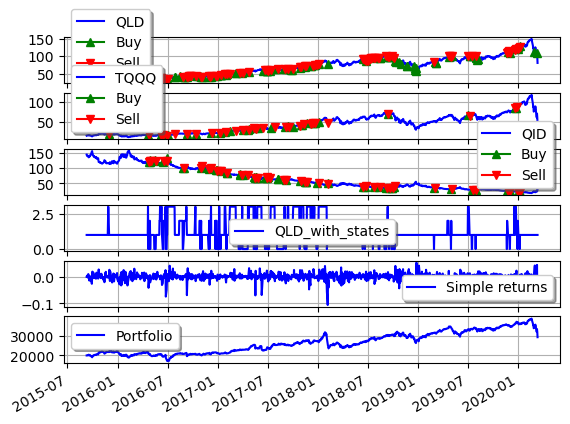 QLD
Buy
Sell
150
100
50
TQQQ
Buy
Sell
100
50
QID
Buy
Sell
150
100
50
QLD_with_states
2.5
0.0
Simple returns
0.0
−0.1
Portfolio
30000
20000
2015-07 2016-01 2016-07 2017-01 2017-07 2018-01 2018-07 2019-01 2019-07 2020-01